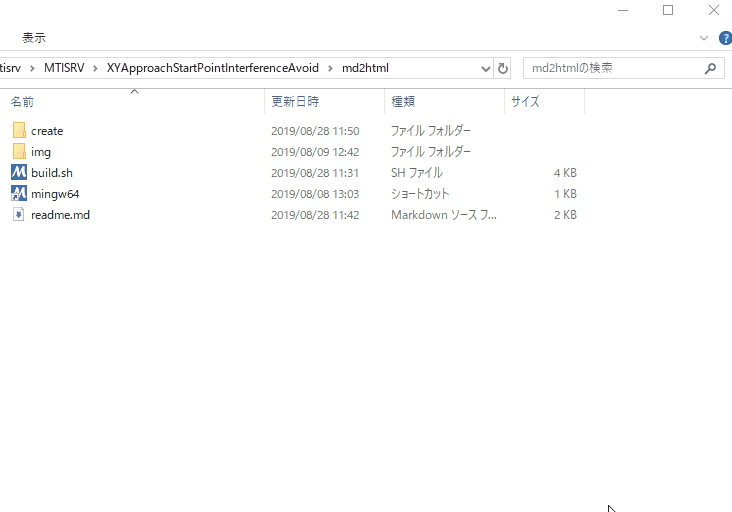 表示
tisrv > MTISRV > XYApproachStartPointInterferenceAvoid > md2html
md2htmlの検索
名前 更新日時 種類 サイズ
create 2019/08/28 11:50 ファイル フォルダー
img 2019/08/09 12:42 ファイル フォルダー
build.sh 2019/08/28 11:31 SH ファイル 4 KB
mingw64 2019/08/08 13:03 ショートカット 1 KB
readme.md 2019/08/28 11:42 Markdown ソース フ... 2 KB